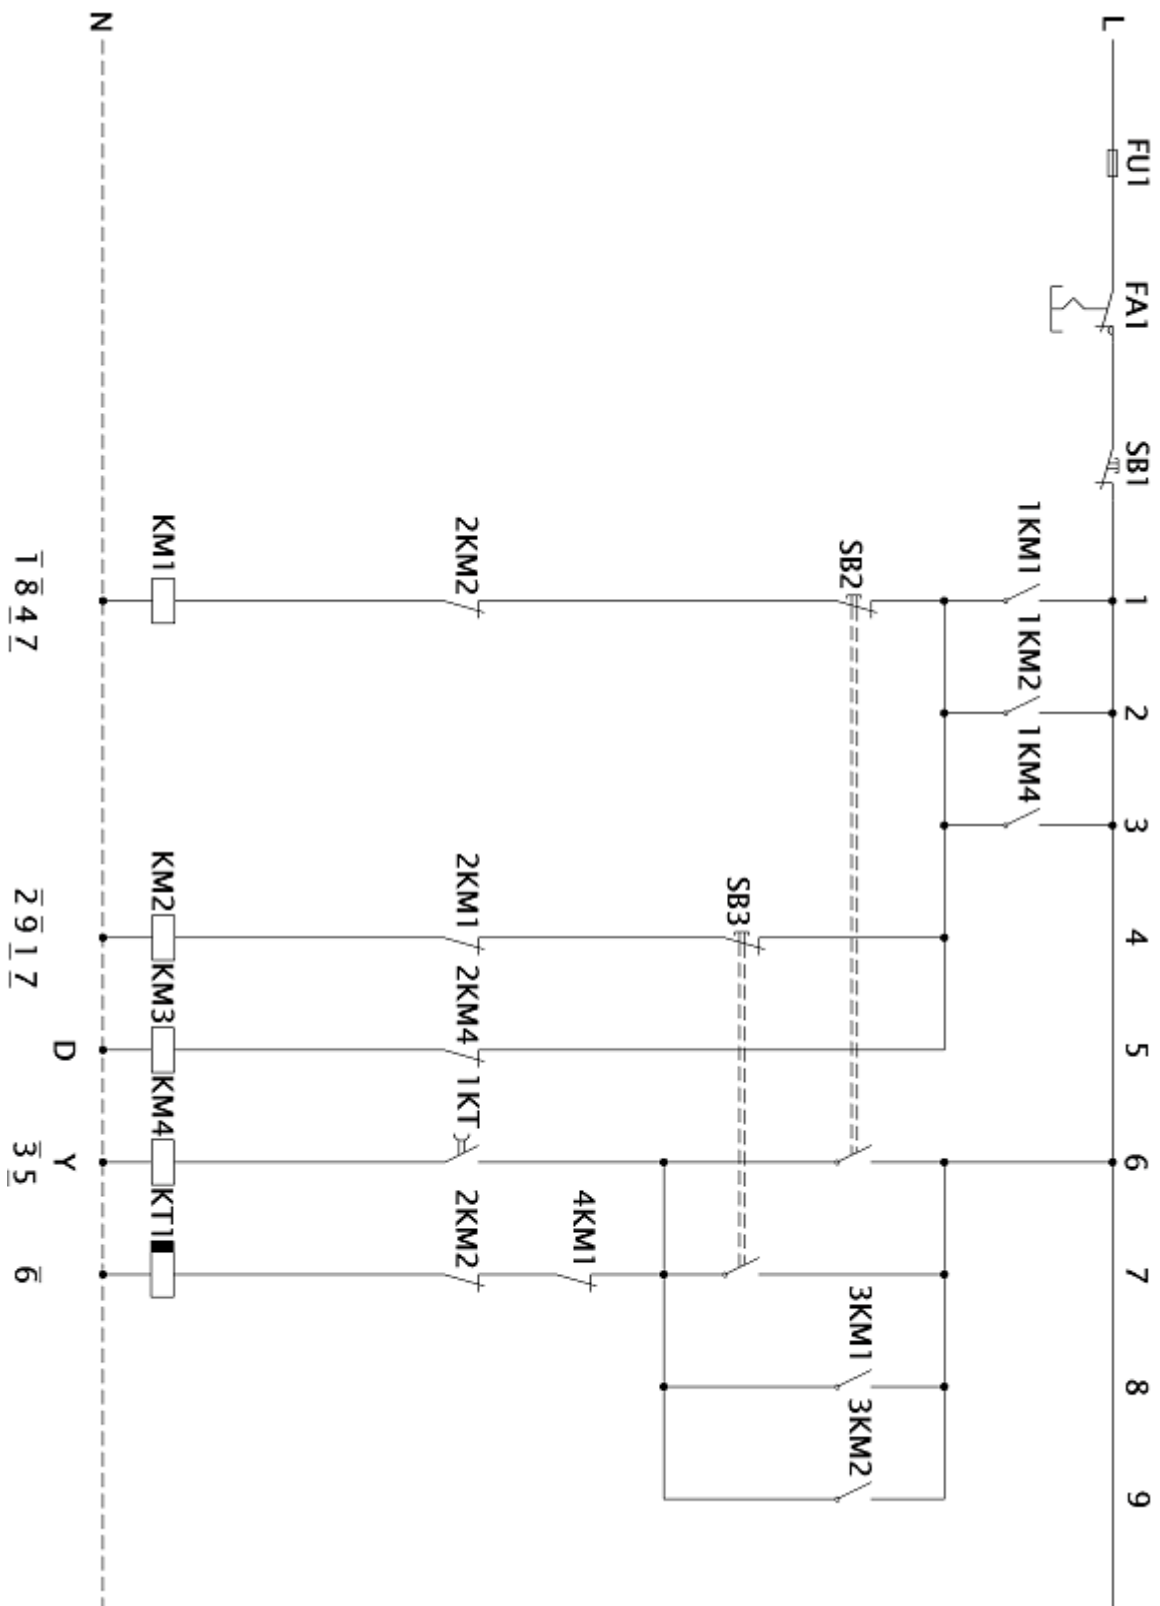 L FU1 FA1 SB1 1 2 3 4 5 6 7 8 9
1KM1 1KM2 1KM4
SB2 3KM1 3KM2
SB3
4KM1
2KM2 2KM1 2KM4 1KT 2KM2
KM1 KM2 KM3 KM4 KT1
N
D Y
1 8 4 7 2 9 1 7 3 5 6